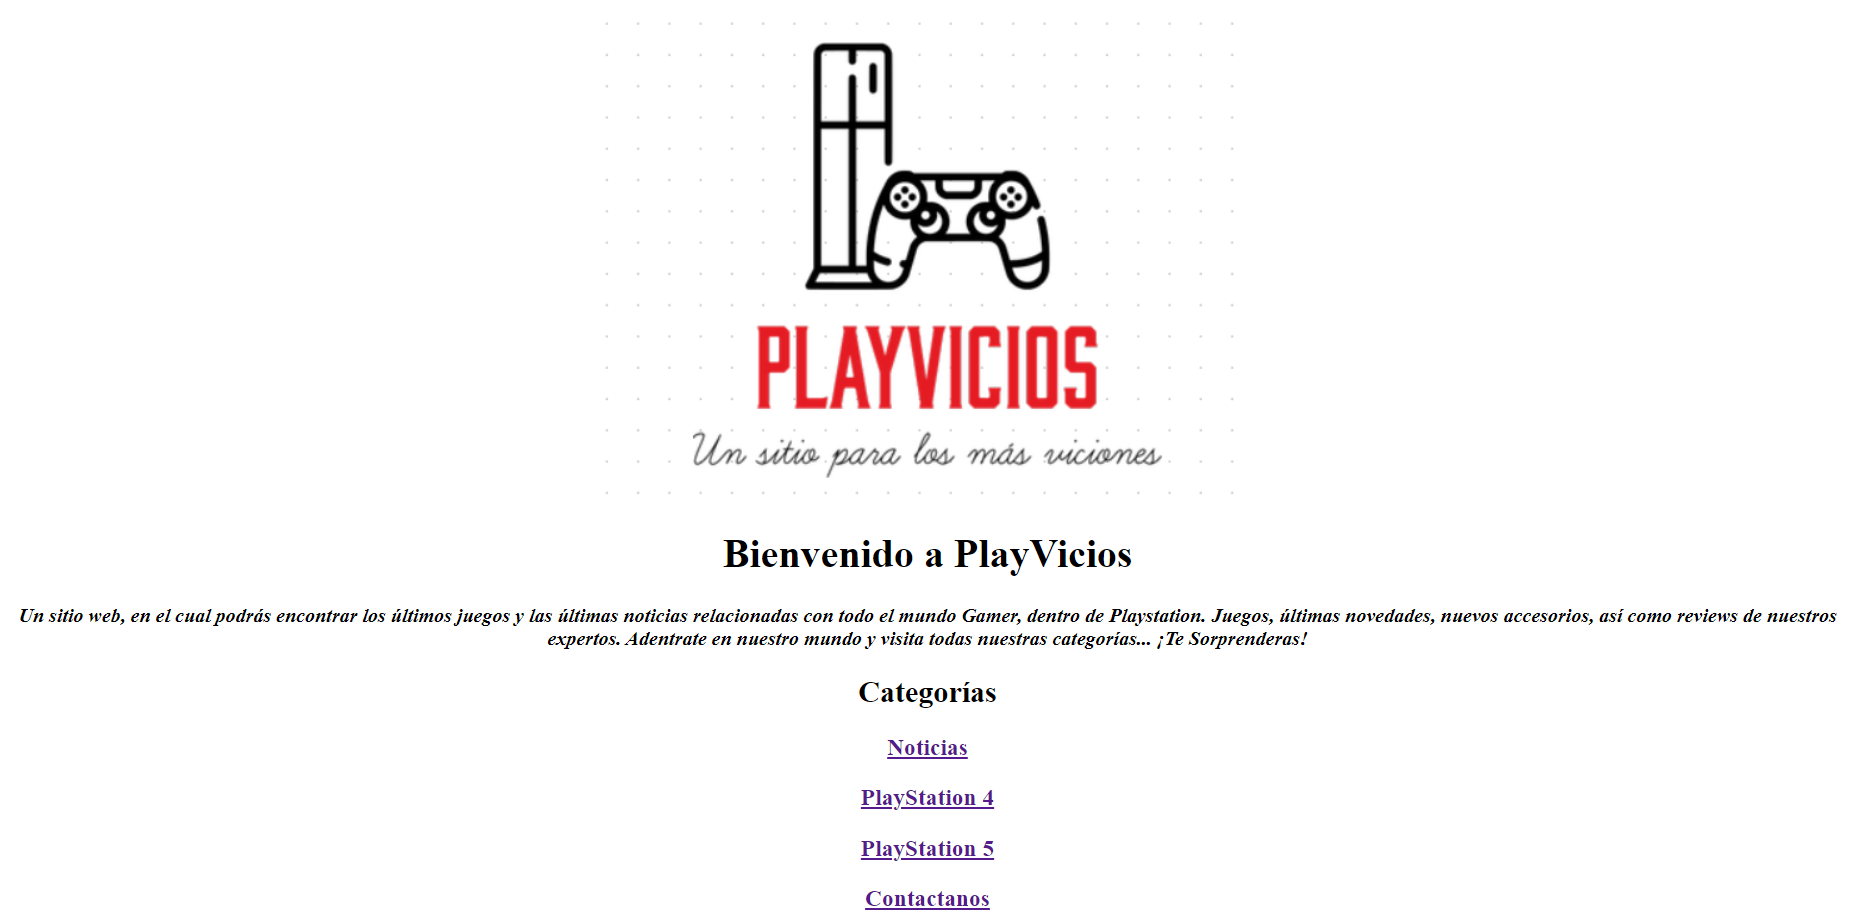 PLAYVICIOS
Un sitio para los más viciones
Bienvenido a PlayVicios
Un sitio web, en el cual podrás encontrar los últimos juegos y las últimas noticias relacionadas con todo el mundo Gamer, dentro de Playstation. Juegos, últimas novedades, nuevos accesorios, así como reviews de nuestros
expertos. Adentrate en nuestro mundo y visita todas nuestras categorías... ¡Te Sorprenderas!
Categorías
Noticias
PlayStation 4
PlayStation 5
Contactanos